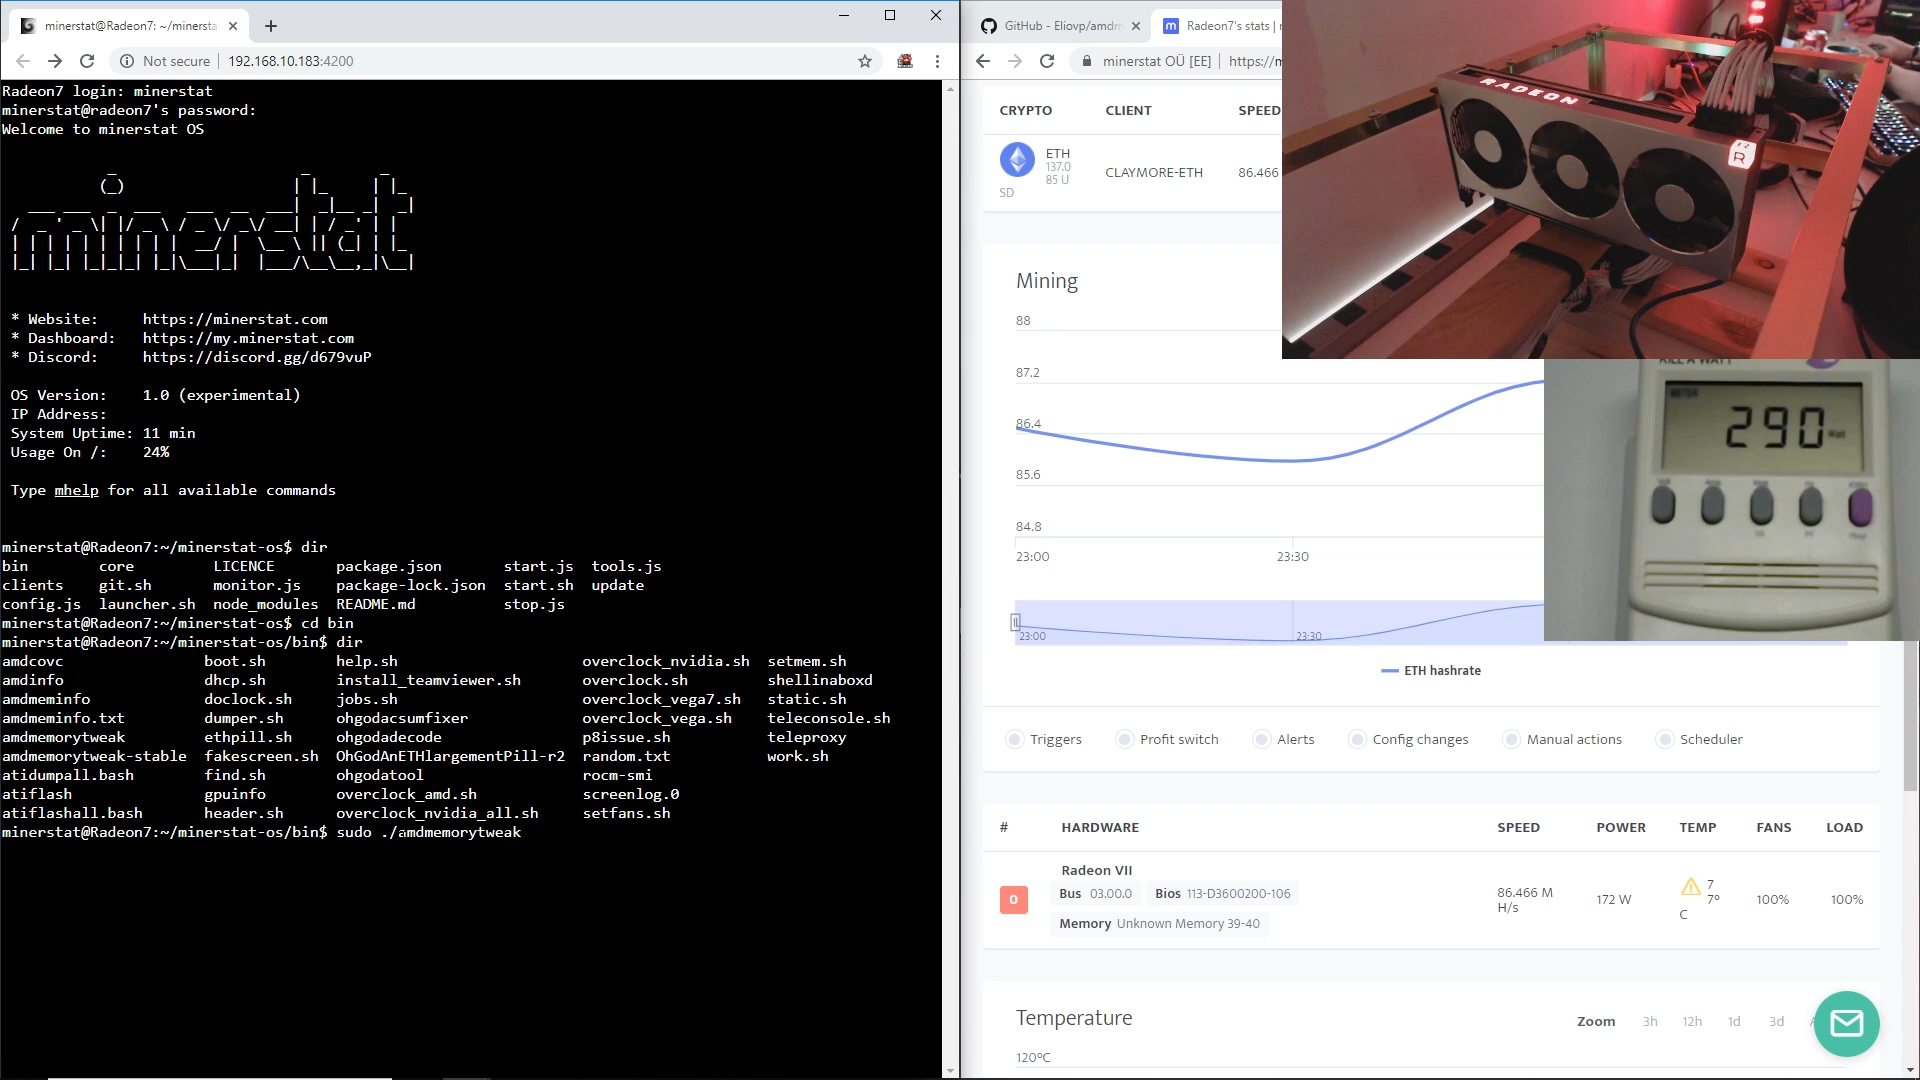 minerstat@Radeon7: ~/minersta
Not secure | 192.168.10.183:4200
Radeon7 login: minerstat
minerstat@radeon7's password:
Welcome to minerstat OS
* Website: https://minerstat.com
* Dashboard: https://my.minerstat.com
* Discord: https://discord.gg/d679vuP
OS Version: 1.0 (experimental)
IP Address:
System Uptime: 11 min
Usage On /: 24%
Type mhelp for all available commands
minerstat@Radeon7:~/minerstat-os$ dir
bin core LICENCE package.json start.js tools.js
clients git.sh monitor.js package-lock.json start.sh update
config.js launcher.sh node_modules README.md stop.js
minerstat@Radeon7:~/minerstat-os$ cd bin
minerstat@Radeon7:~/minerstat-os/bin$ dir
amdcovc boot.sh help.sh overclock_nvidia.sh setmem.sh
amdinfo dhcp.sh install_teamviewer.sh overclock.sh shellinaboxd
amdmeminfo doclock.sh jobs.sh overclock_vega7.sh static.sh
amdmeminfo.txt dumper.sh ohgodacsumfixer overclock_vega.sh teleconsole.sh
amdmemorytweak ethpill.sh ohgodadecode p8issue.sh teleproxy
amdmemorytweak-stable fakescreen.sh OhGodAnETHlargementPill-r2 random.txt work.sh
atidumpall.bash find.sh ohgodatool rocm-smi
atiflash gpuinfo overclock_amd.sh screenlog.0
atiflashall.bash header.sh overclock_nvidia_all.sh setfans.sh
minerstat@Radeon7:~/minerstat-os/bin$ sudo ./amdmemorytweak
GitHub - Eliovp/amdm
Radeon7's stats |
minerstat OÜ [EE] | https://m
CRYPTO CLIENT SPEED
ETH
137.0
85 U
SD
CLAYMORE-ETH
86.466
Mining
88
87.2
86.4
85.6
84.8
23:00 23:30
23:00 23:30
ETH hashrate
Triggers Profit switch Alerts Config changes Manual actions Scheduler
# HARDWARE SPEED POWER TEMP FANS LOAD
0
Radeon VII
Bus 03.00.0 Bios 113-D3600200-106
Memory Unknown Memory 39-40
86.466 M
H/s
172 W
7
7°
C
100%
100%
Temperature
Zoom 3h 12h 1d 3d
120°C
RADEON
R
KILL A WATT
METER
290
Watt